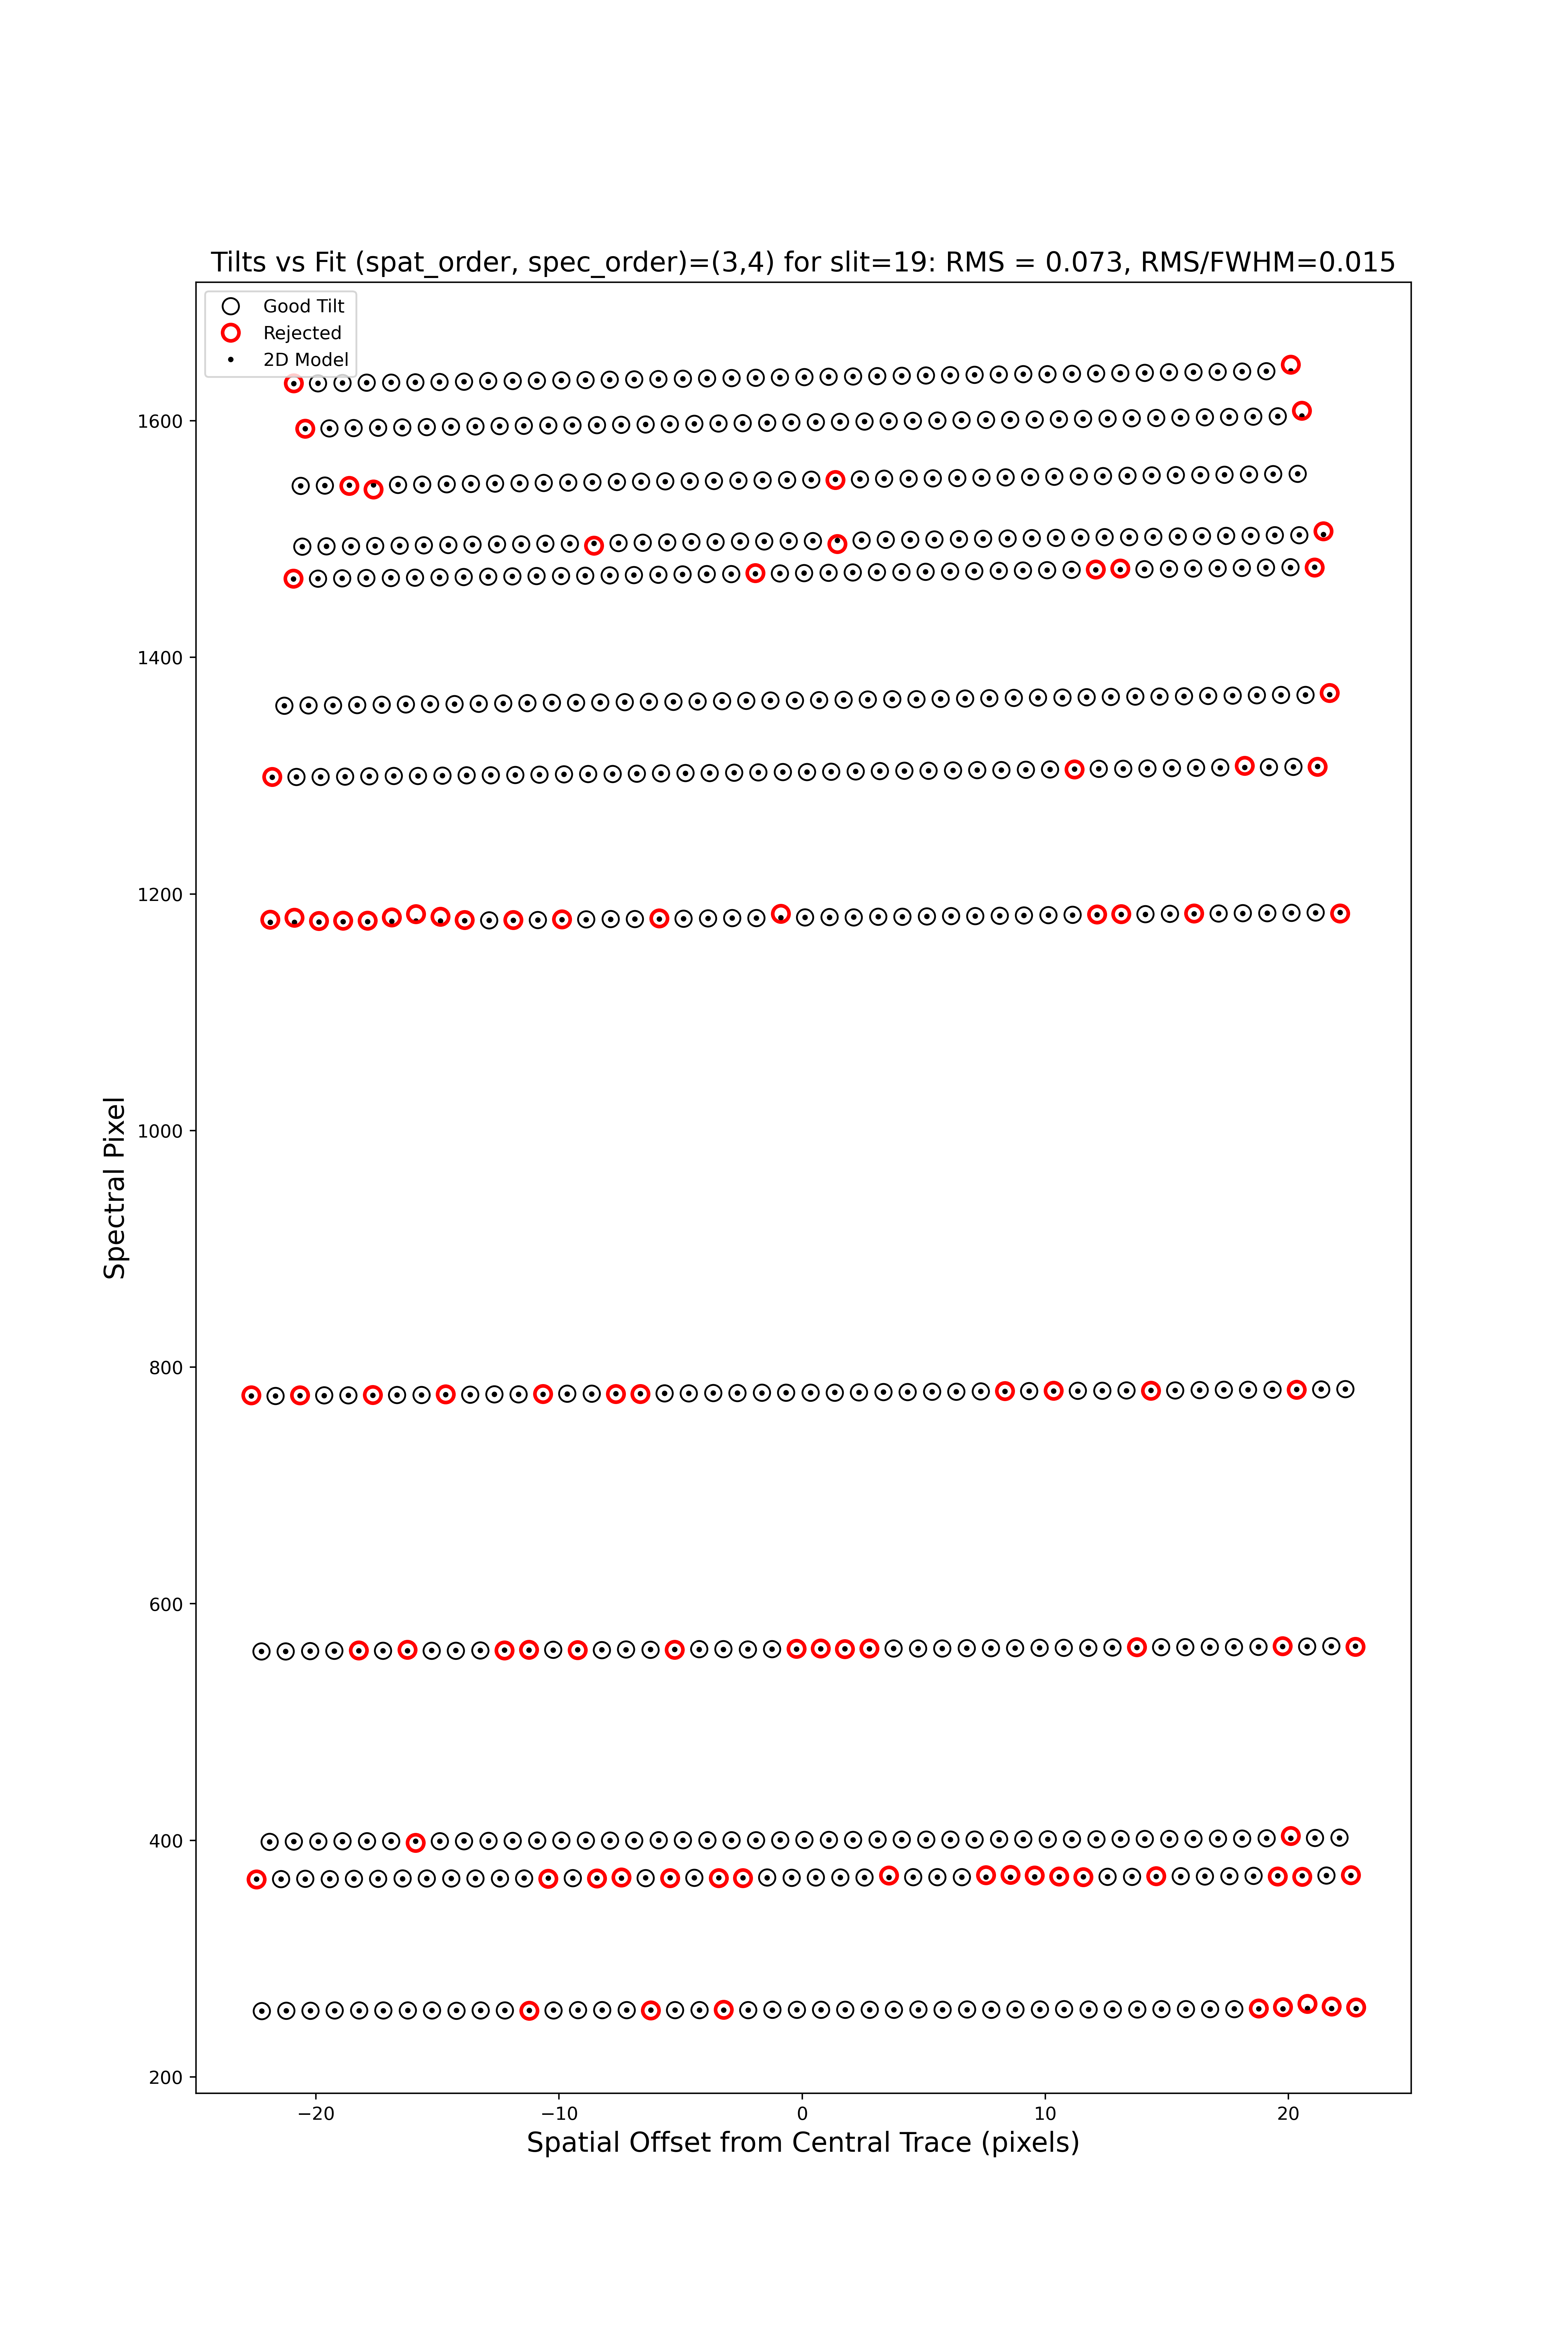 Tilts vs Fit (spat_order, spec_order)=(3,4) for slit=19: RMS = 0.073, RMS/FWHM=0.015
Good Tilt
Rejected
2D Model
1600
1400
1200
1000
800
600
400
200
Spectral Pixel
−20
−10
0
10
20
Spatial Offset from Central Trace (pixels)